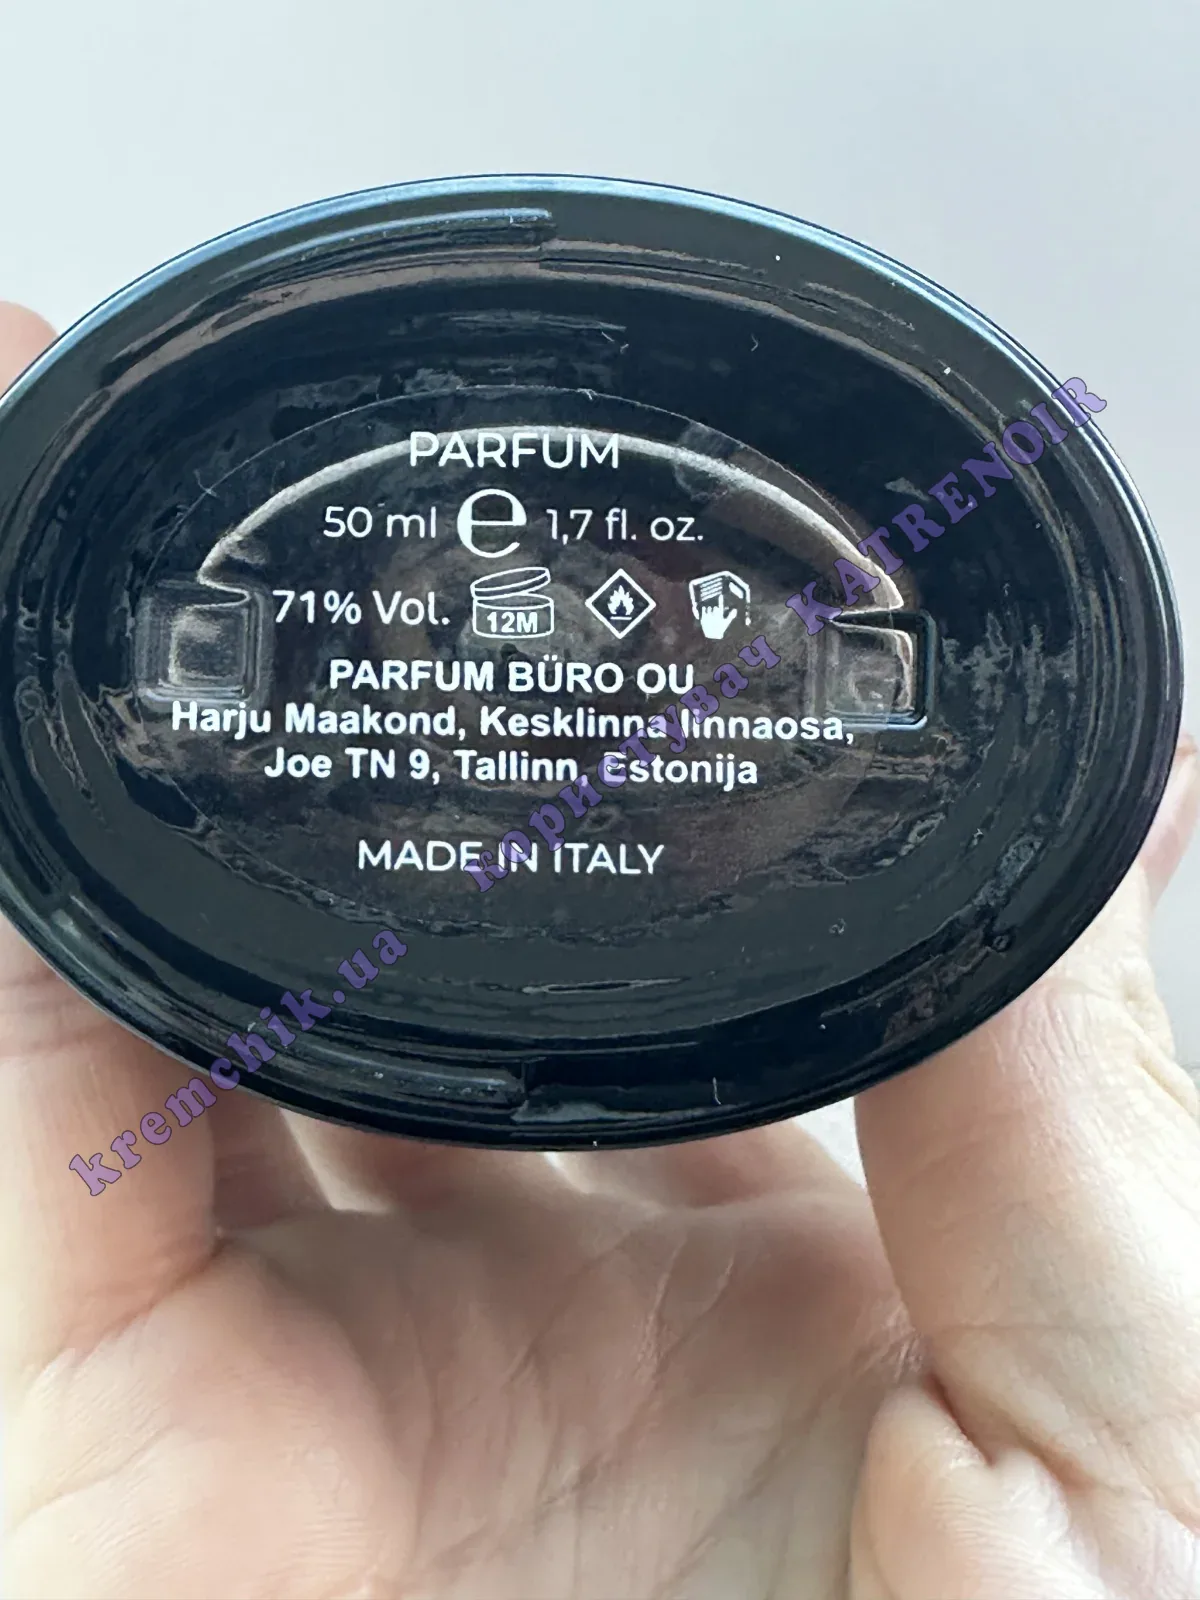 PARFUM
50 ml e 1,7 fl. oz.
71% Vol. 12M
PARFUM BÜRO OU
Harju Maakond, Kesklinna linnaosa,
Joe TN 9, Tallinn, Estonija
MADE IN ITALY
kremchik.ua користувач KATRENOIR